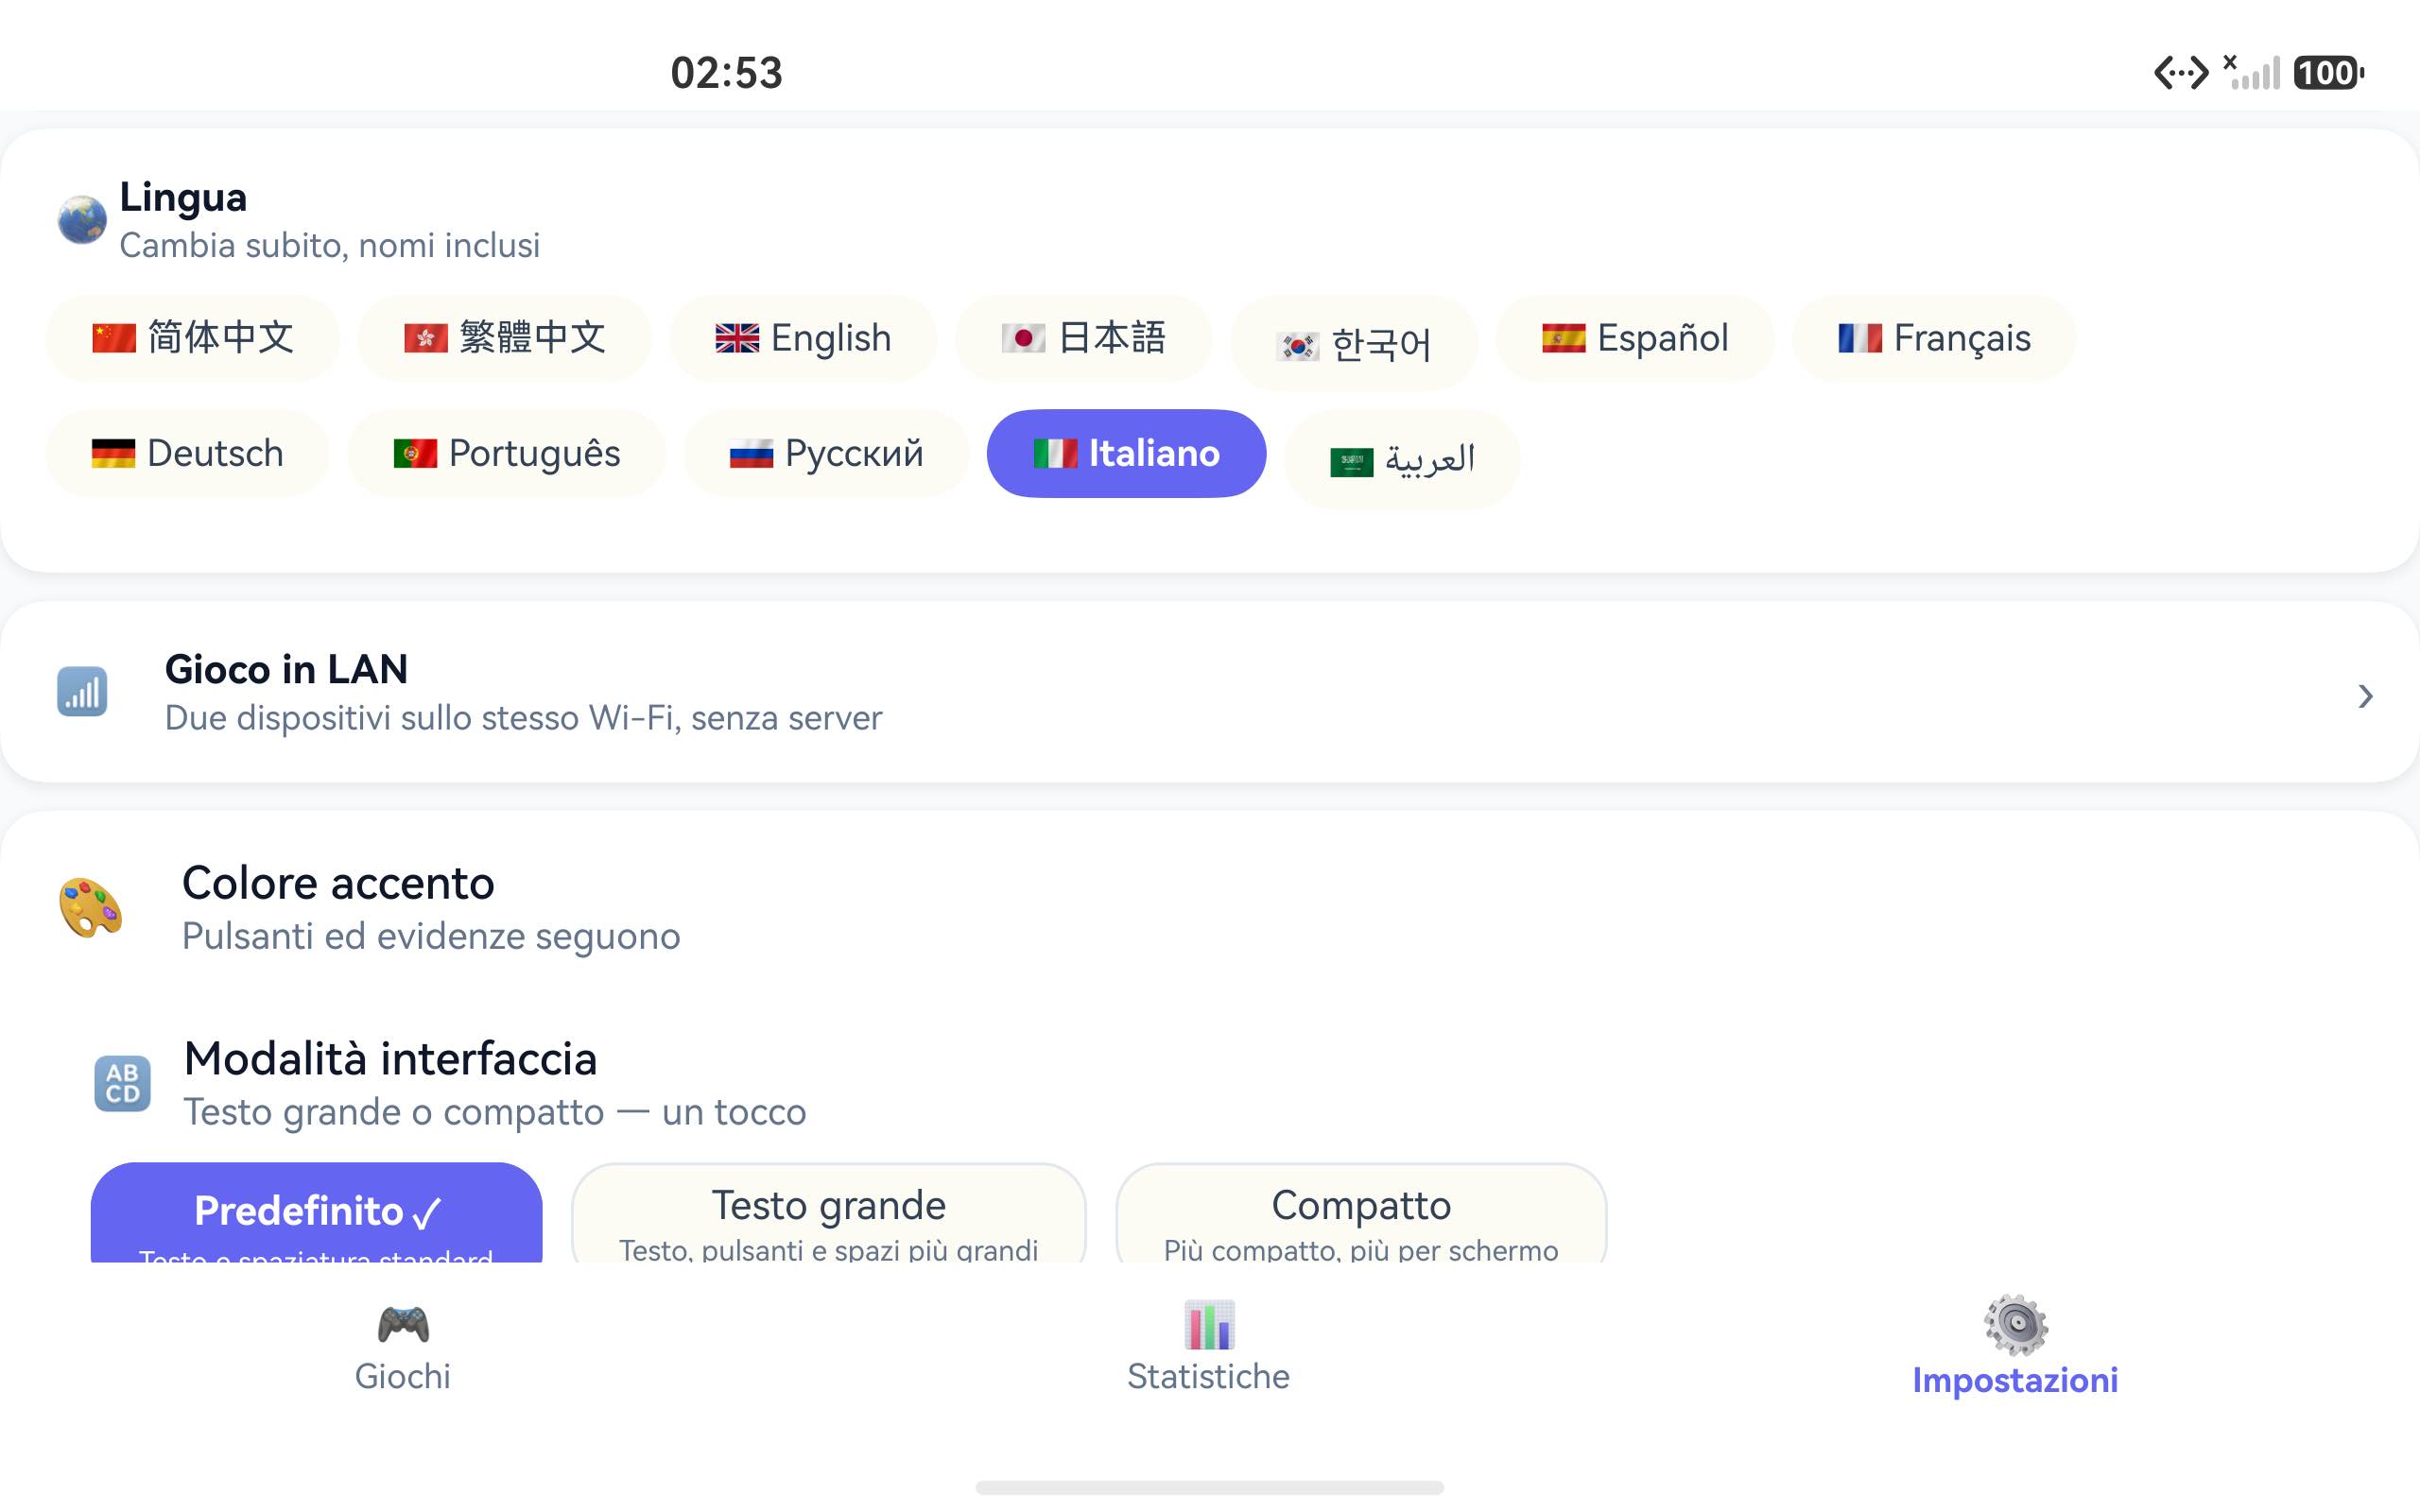 02:53
100
Lingua
Cambia subito, nomi inclusi
简体中文
繁體中文
English
日本語
한국어
Español
Français
Deutsch
Português
Русский
Italiano
العربية
Gioco in LAN
Due dispositivi sullo stesso Wi-Fi, senza server
Colore accento
Pulsanti ed evidenze seguono
AB
CD
Modalità interfaccia
Testo grande o compatto — un tocco
Predefinito ✓
Testo e spaziatura standard
Testo grande
Testo, pulsanti e spazi più grandi
Compatto
Più compatto, più per schermo
Giochi
Statistiche
Impostazioni